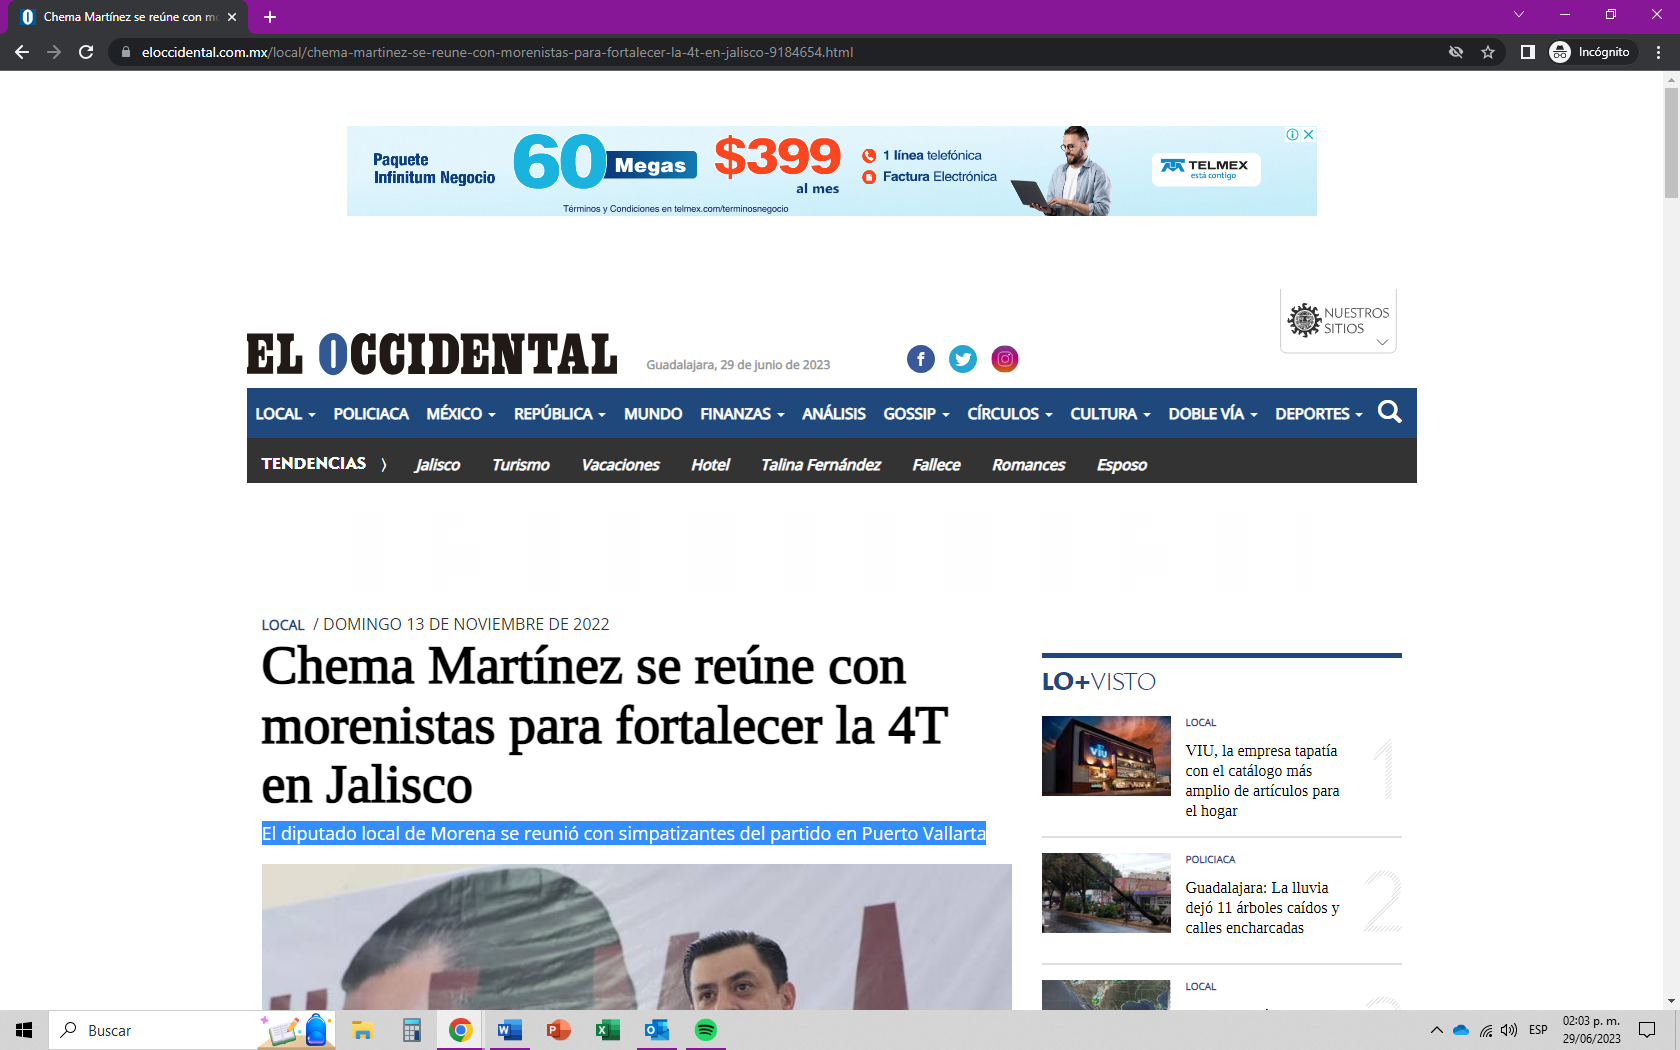 Chema Martínez se reúne con mo
eloccidental.com.mx/local/chema-martinez-se-reune-con-morenistas-para-fortalecer-la-4t-en-jalisco-9184654.html
Incógnito
Paquete
Infinitum Negocio
60 Megas
$399
al mes
1 línea telefónica
Factura Electrónica
TELMEX
está contigo
Términos y Condiciones en telmex.com/terminosnegocio
NUESTROS
SITIOS
EL OCCIDENTAL
Guadalajara, 29 de junio de 2023
LOCAL POLICIACA MÉXICO REPÚBLICA MUNDO FINANZAS ANÁLISIS GOSSIP CÍRCULOS CULTURA DOBLE VÍA DEPORTES
TENDENCIAS Jalisco Turismo Vacaciones Hotel Talina Fernández Fallece Romances Esposo
LOCAL / DOMINGO 13 DE NOVIEMBRE DE 2022
Chema Martínez se reúne con
morenistas para fortalecer la 4T
en Jalisco
El diputado local de Morena se reunió con simpatizantes del partido en Puerto Vallarta
LO+VISTO
LOCAL
VIU, la empresa tapatía
con el catálogo más
amplio de artículos para
el hogar
1
VIU
POLICIACA
Guadalajara: La lluvia
dejó 11 árboles caídos y
calles encharcadas
2
LOCAL
Buscar
ESP
02:03 p. m.
29/06/2023